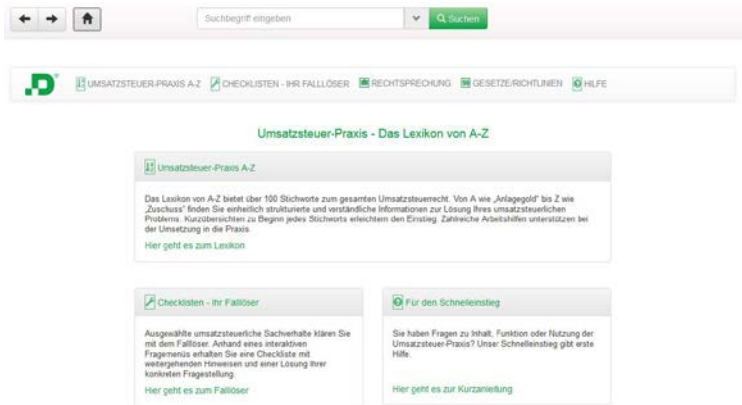 Suchbegriff eingeben
Suchen
UMSATZSTEUER-PRAXIS A-Z CHECKLISTEN - IHR FALLLÖSER RECHTSPRECHUNG GESETZE/RICHTLINIEN HILFE
Umsatzsteuer-Praxis - Das Lexikon von A-Z
Umsatzsteuer-Praxis A-Z
Das Lexikon von A-Z bietet über 100 Stichworte zum gesamten Umsatzsteuerrecht. Von A wie „Anlagegold" bis Z wie
„Zuschuss" finden Sie einheitlich strukturierte und verständliche Informationen zur Lösung Ihres umsatzsteuerlichen
Problems. Kurzübersichten zu Beginn jedes Stichworts erleichtern den Einstieg. Zahlreiche Arbeitshilfen unterstützen bei
der Umsetzung in die Praxis.
Hier geht es zum Lexikon
Checklisten - Ihr Falllöser
Ausgewählte umsatzsteuerliche Sachverhalte klären Sie
mit dem Falllöser. Anhand eines interaktiven
Fragemenüs erhalten Sie eine Checkliste mit
weitergehenden Hinweisen und einer Lösung Ihrer
konkreten Fragestellung.
Hier geht es zum Falllöser
Für den Schnelleinstieg
Sie haben Fragen zu Inhalt, Funktion oder Nutzung der
Umsatzsteuer-Praxis? Unser Schnelleinstieg gibt erste
Hilfe.
Hier geht es zur Kurzanleitung